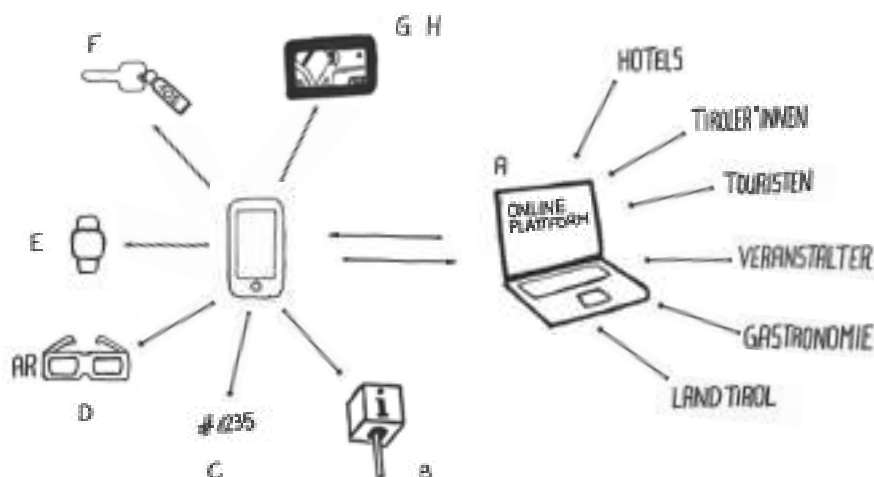 F
G H
HOTELS
TIROLER*INNEN
A
TOURISTEN
ONLINE
PLATTFORM
E
VERANSTALTER
GASTRONOMIE
AR
D
LAND TIROL
i
#1235
C
B